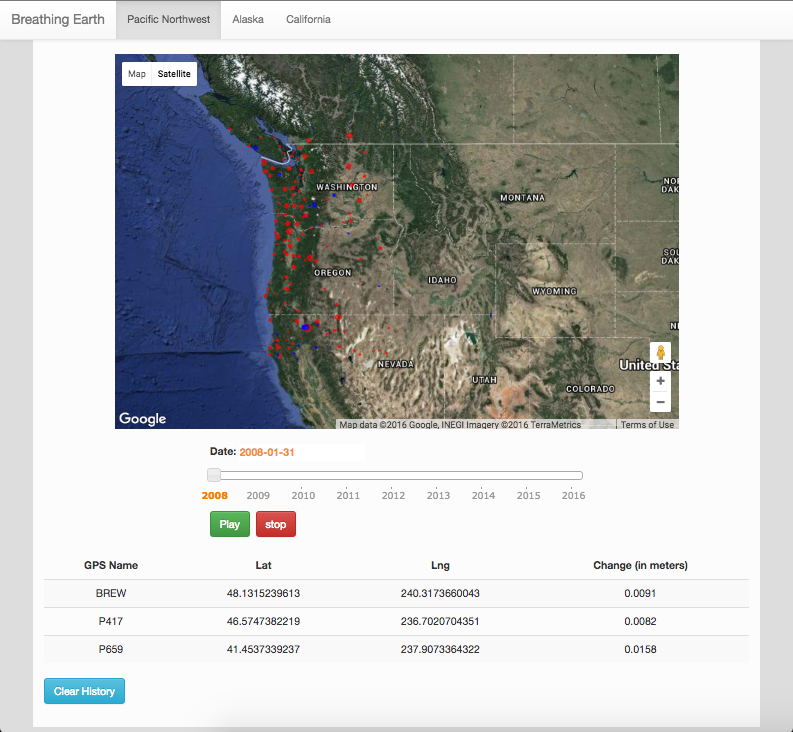 Breathing Earth Pacific Northwest Alaska California
Map Satellite
WASHINGTON
MONTANA
NO
DAK
SOU
DAK
OREGON
IDAHO
WYOMING
N
NEVADA
United Sta
UTAH
COLORADO
+
−
Google
Map data ©2016 Google, INEGI Imagery ©2016 TerraMetrics Terms of Use
Date: 2008-01-31
2008 2009 2010 2011 2012 2013 2014 2015 2016
Play stop
GPS Name Lat Lng Change (in meters)
BREW 48.1315239613 240.3173660043 0.0091
P417 46.5747382219 236.7020704351 0.0082
P659 41.4537339237 237.9073364322 0.0158
Clear History